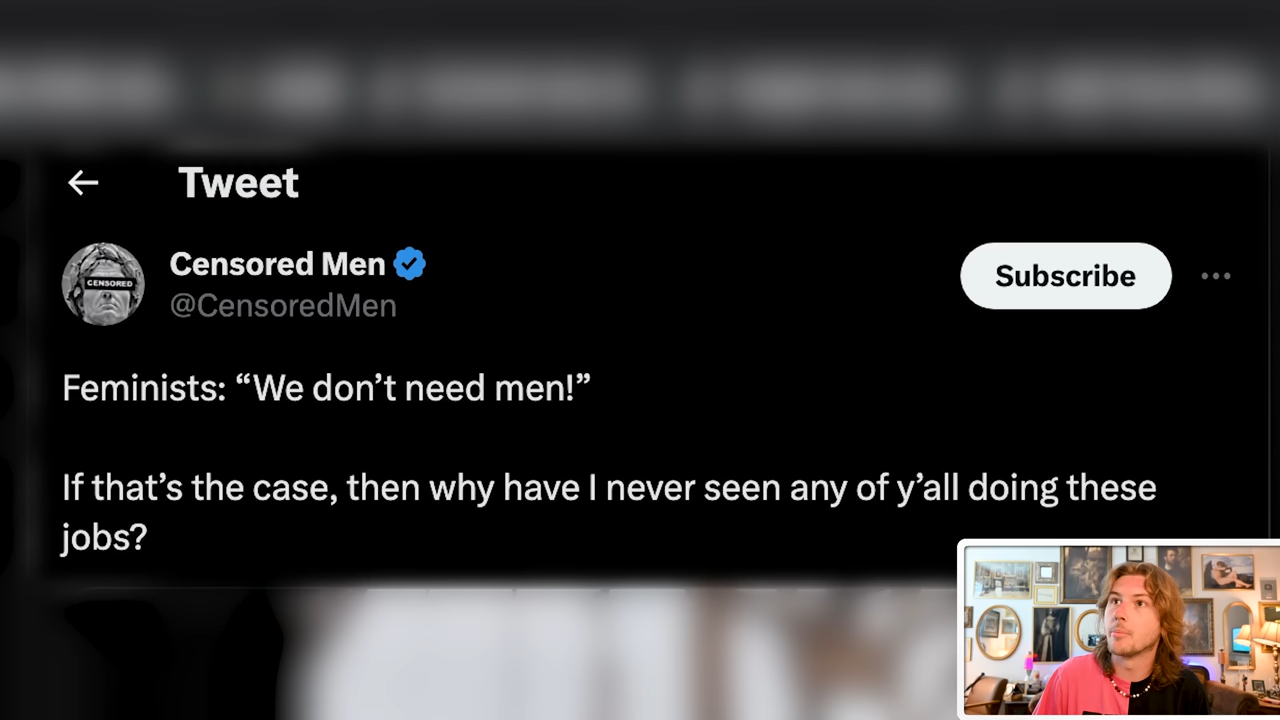 Tweet
CENSORED
Censored Men
@CensoredMen
Subscribe
Feminists: “We don’t need men!”
If that’s the case, then why have I never seen any of y’all doing these
jobs?